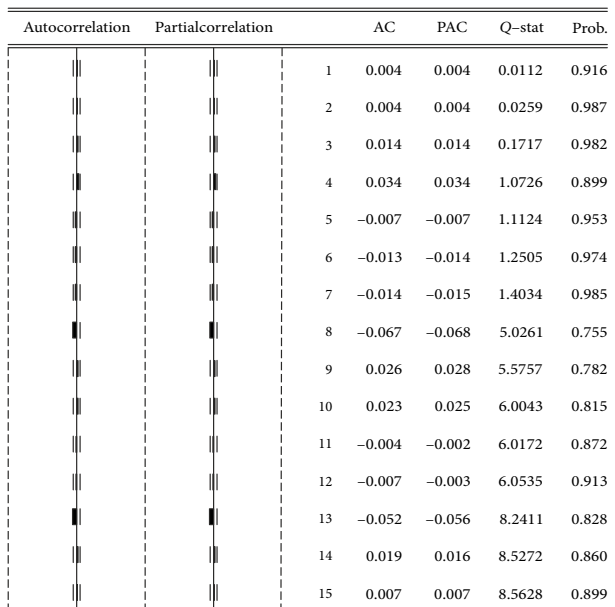 Autocorrelation Partialcorrelation AC PAC Q–stat Prob.
1 0.004 0.004 0.0112 0.916
2 0.004 0.004 0.0259 0.987
3 0.014 0.014 0.1717 0.982
4 0.034 0.034 1.0726 0.899
5 –0.007 –0.007 1.1124 0.953
6 –0.013 –0.014 1.2505 0.974
7 –0.014 –0.015 1.4034 0.985
8 –0.067 –0.068 5.0261 0.755
9 0.026 0.028 5.5757 0.782
10 0.023 0.025 6.0043 0.815
11 –0.004 –0.002 6.0172 0.872
12 –0.007 –0.003 6.0535 0.913
13 –0.052 –0.056 8.2411 0.828
14 0.019 0.016 8.5272 0.860
15 0.007 0.007 8.5628 0.899